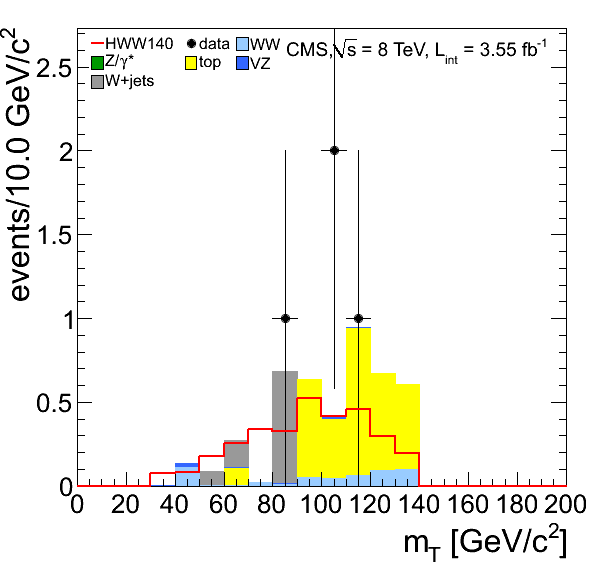 HWW140 data WW
Z/γ* top VZ
W+jets
CMS,√s = 8 TeV, L_int = 3.55 fb⁻¹
events/10.0 GeV/c²
2.5
2
1.5
1
0.5
0
0 20 40 60 80 100 120 140 160 180 200
m_T [GeV/c²]